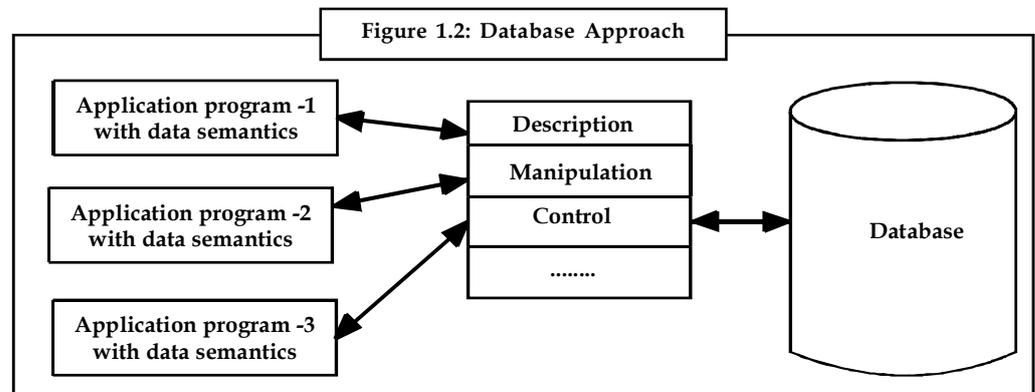 Figure 1.2: Database Approach
Application program -1
with data semantics
Application program -2
with data semantics
Application program -3
with data semantics
Description
Manipulation
Control
........
Database